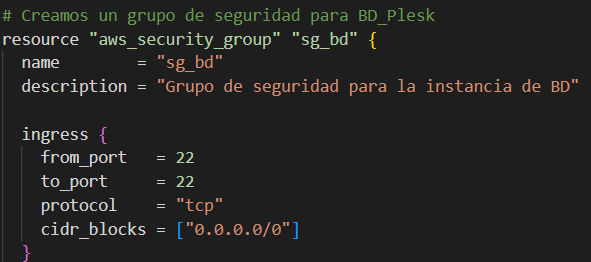 # Creamos un grupo de seguridad para BD_Plesk
resource "aws_security_group" "sg_bd" {
  name        = "sg_bd"
  description = "Grupo de seguridad para la instancia de BD"

  ingress {
    from_port   = 22
    to_port     = 22
    protocol    = "tcp"
    cidr_blocks = ["0.0.0.0/0"]
  }